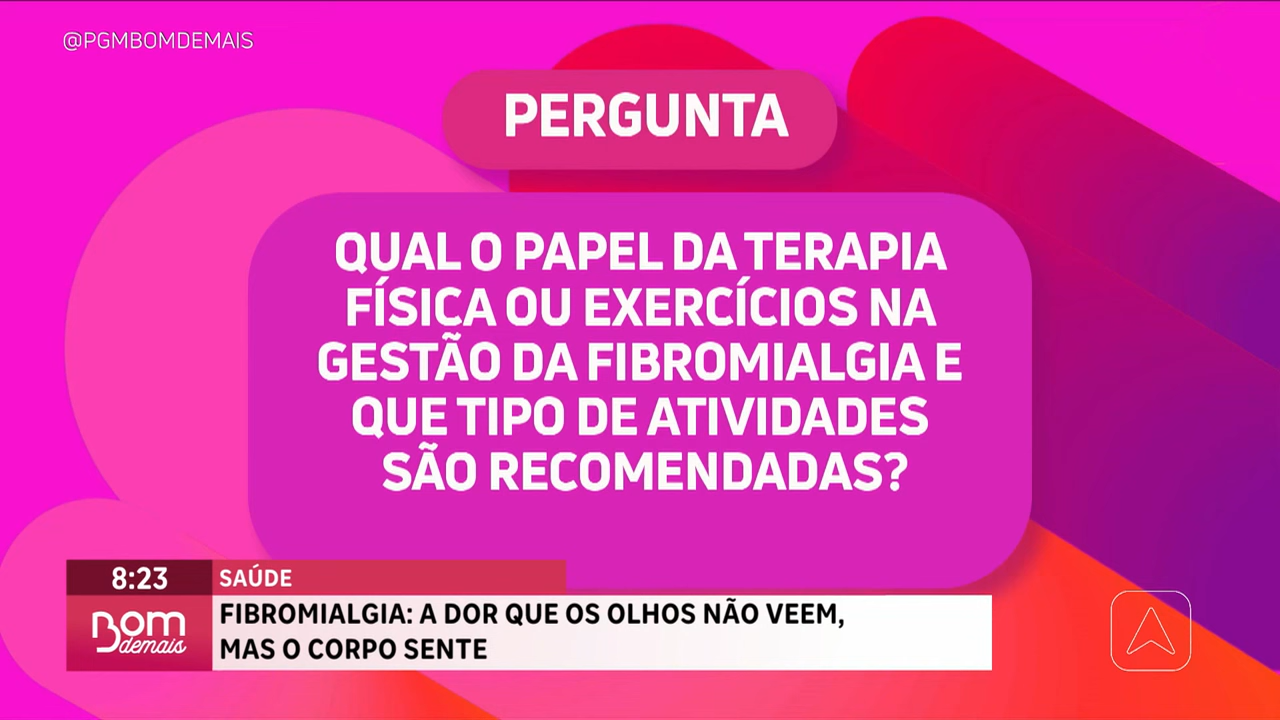 @PGMBOMDEMAIS
PERGUNTA
QUAL O PAPEL DA TERAPIA
FÍSICA OU EXERCÍCIOS NA
GESTÃO DA FIBROMIALGIA E
QUE TIPO DE ATIVIDADES
SÃO RECOMENDADAS?
8:23
SAÚDE
BOM
demais
FIBROMIALGIA: A DOR QUE OS OLHOS NÃO VEEM,
MAS O CORPO SENTE